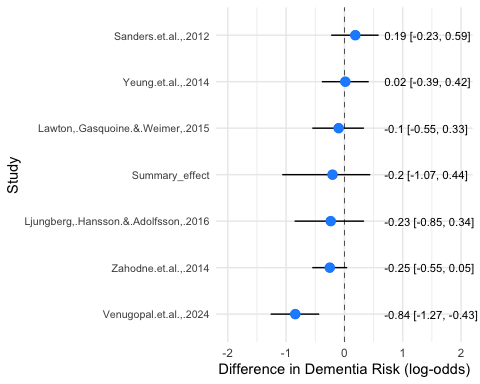 Study
Sanders.et.al.,.2012
0.19 [-0.23, 0.59]
Yeung.et.al.,.2014
0.02 [-0.39, 0.42]
Lawton,.Gasquoine.&.Weimer,.2015
-0.1 [-0.55, 0.33]
Summary_effect
-0.2 [-1.07, 0.44]
Ljungberg,.Hansson.&.Adolfsson,.2016
-0.23 [-0.85, 0.34]
Zahodne.et.al.,.2014
-0.25 [-0.55, 0.05]
Venugopal.et.al.,.2024
-0.84 [-1.27, -0.43]
-2 -1 0 1 2
Difference in Dementia Risk (log-odds)